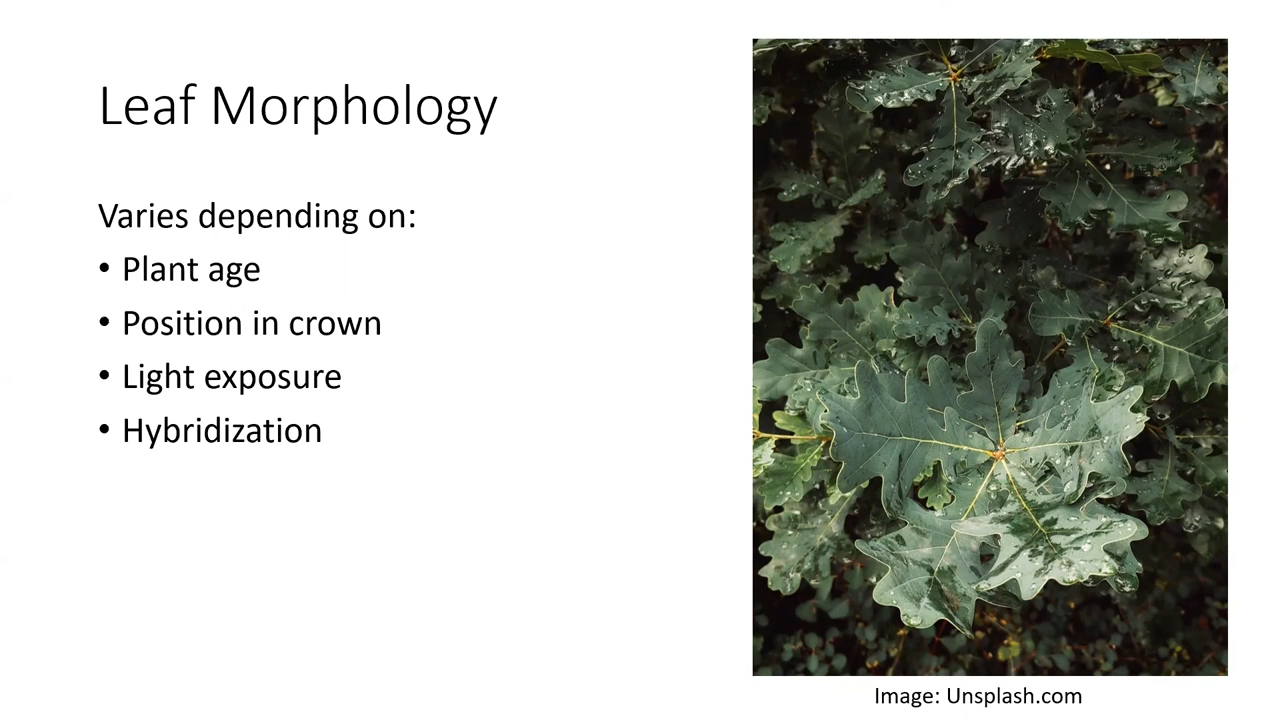 Leaf Morphology
Varies depending on:
• Plant age
• Position in crown
• Light exposure
• Hybridization
Image: Unsplash.com